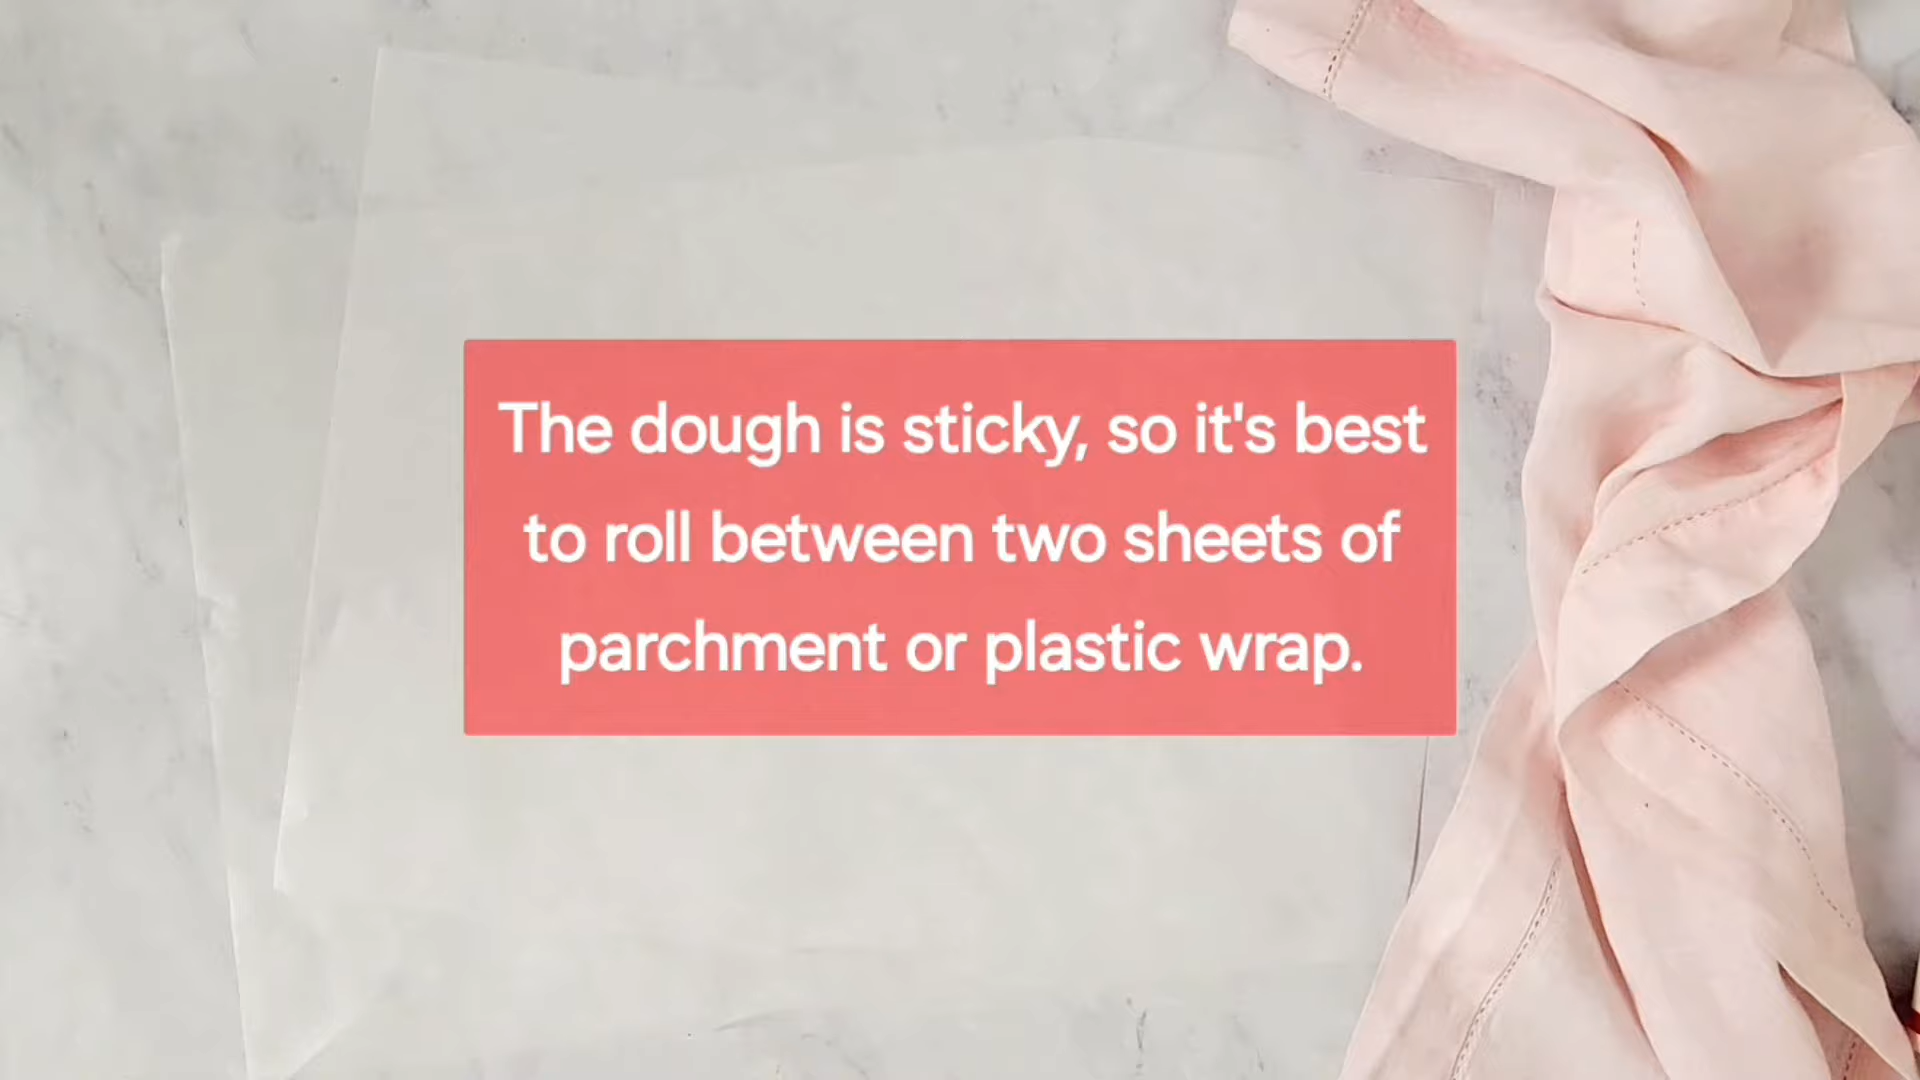 The dough is sticky, so it's best
to roll between two sheets of
parchment or plastic wrap.